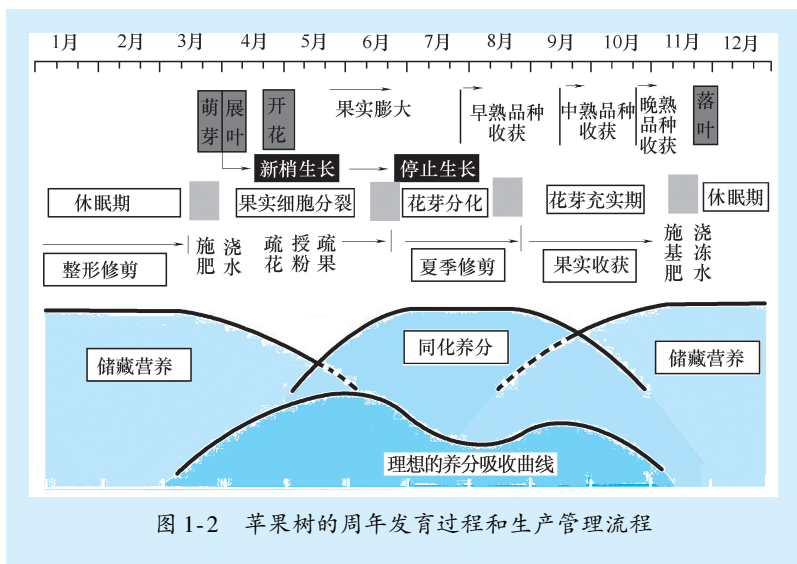 1月 2月 3月 4月 5月 6月 7月 8月 9月 10月 11月 12月
萌芽
展叶
开花
果实膨大
早熟品种
收获
中熟品种
收获
晚熟
品种
收获
落叶
新梢生长
停止生长
休眠期
果实细胞分裂
花芽分化
花芽充实期
休眠期
整形修剪
施肥
浇水
疏花
授粉
疏果
夏季修剪
果实收获
施基肥
浇冻水
储藏营养
同化养分
储藏营养
理想的养分吸收曲线
图 1-2 苹果树的周年发育过程和生产管理流程